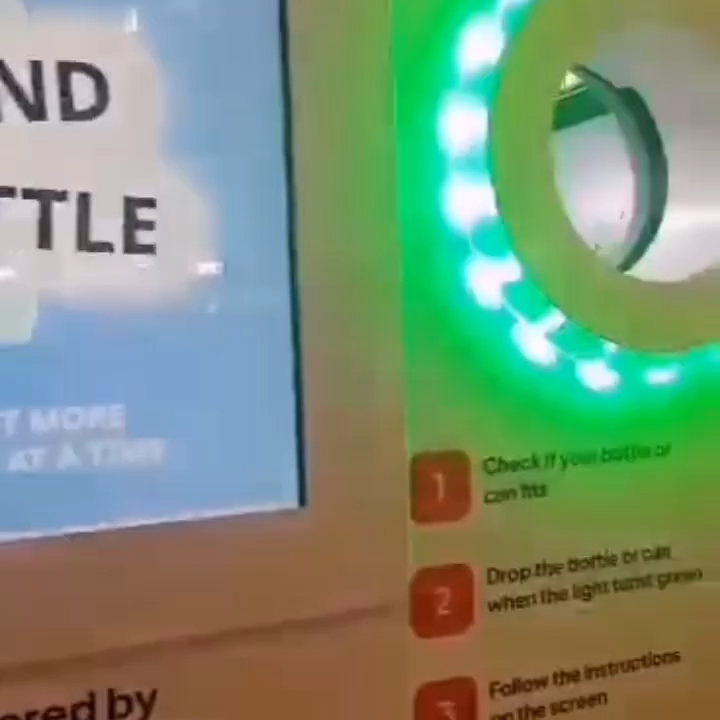 ND
TTLE
T MORE
AT A TIME
1
Check if your bottle or
can fits
2
Drop the bottle or can
when the light turns green
3
Follow the instructions
on the screen
ered by